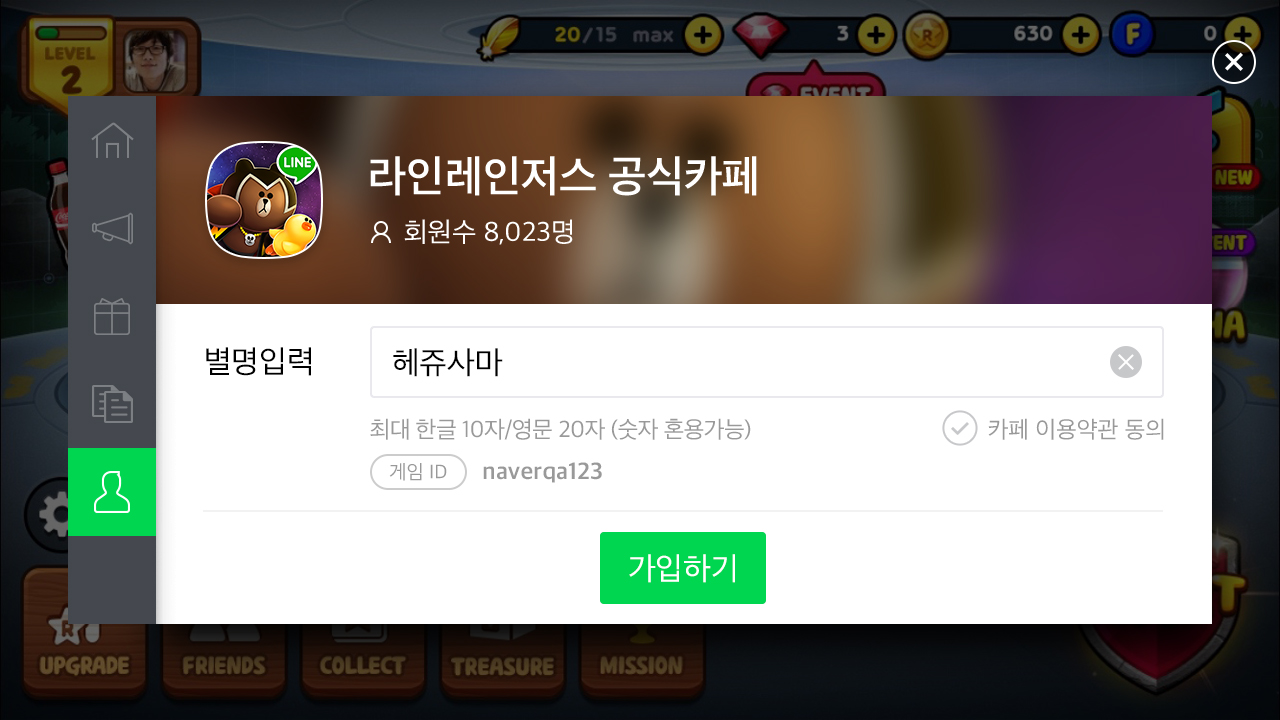 LEVEL
2
20/15 max
3
630
F
0
EVENT
LINE
라인레인저스 공식카페
회원수 8,023명
NEW
별명입력
헤쥬사마
최대 한글 10자/영문 20자 (숫자 혼용가능)
카페 이용약관 동의
게임 ID
naverqa123
가입하기
UPGRADE
FRIENDS
COLLECT
TREASURE
MISSION